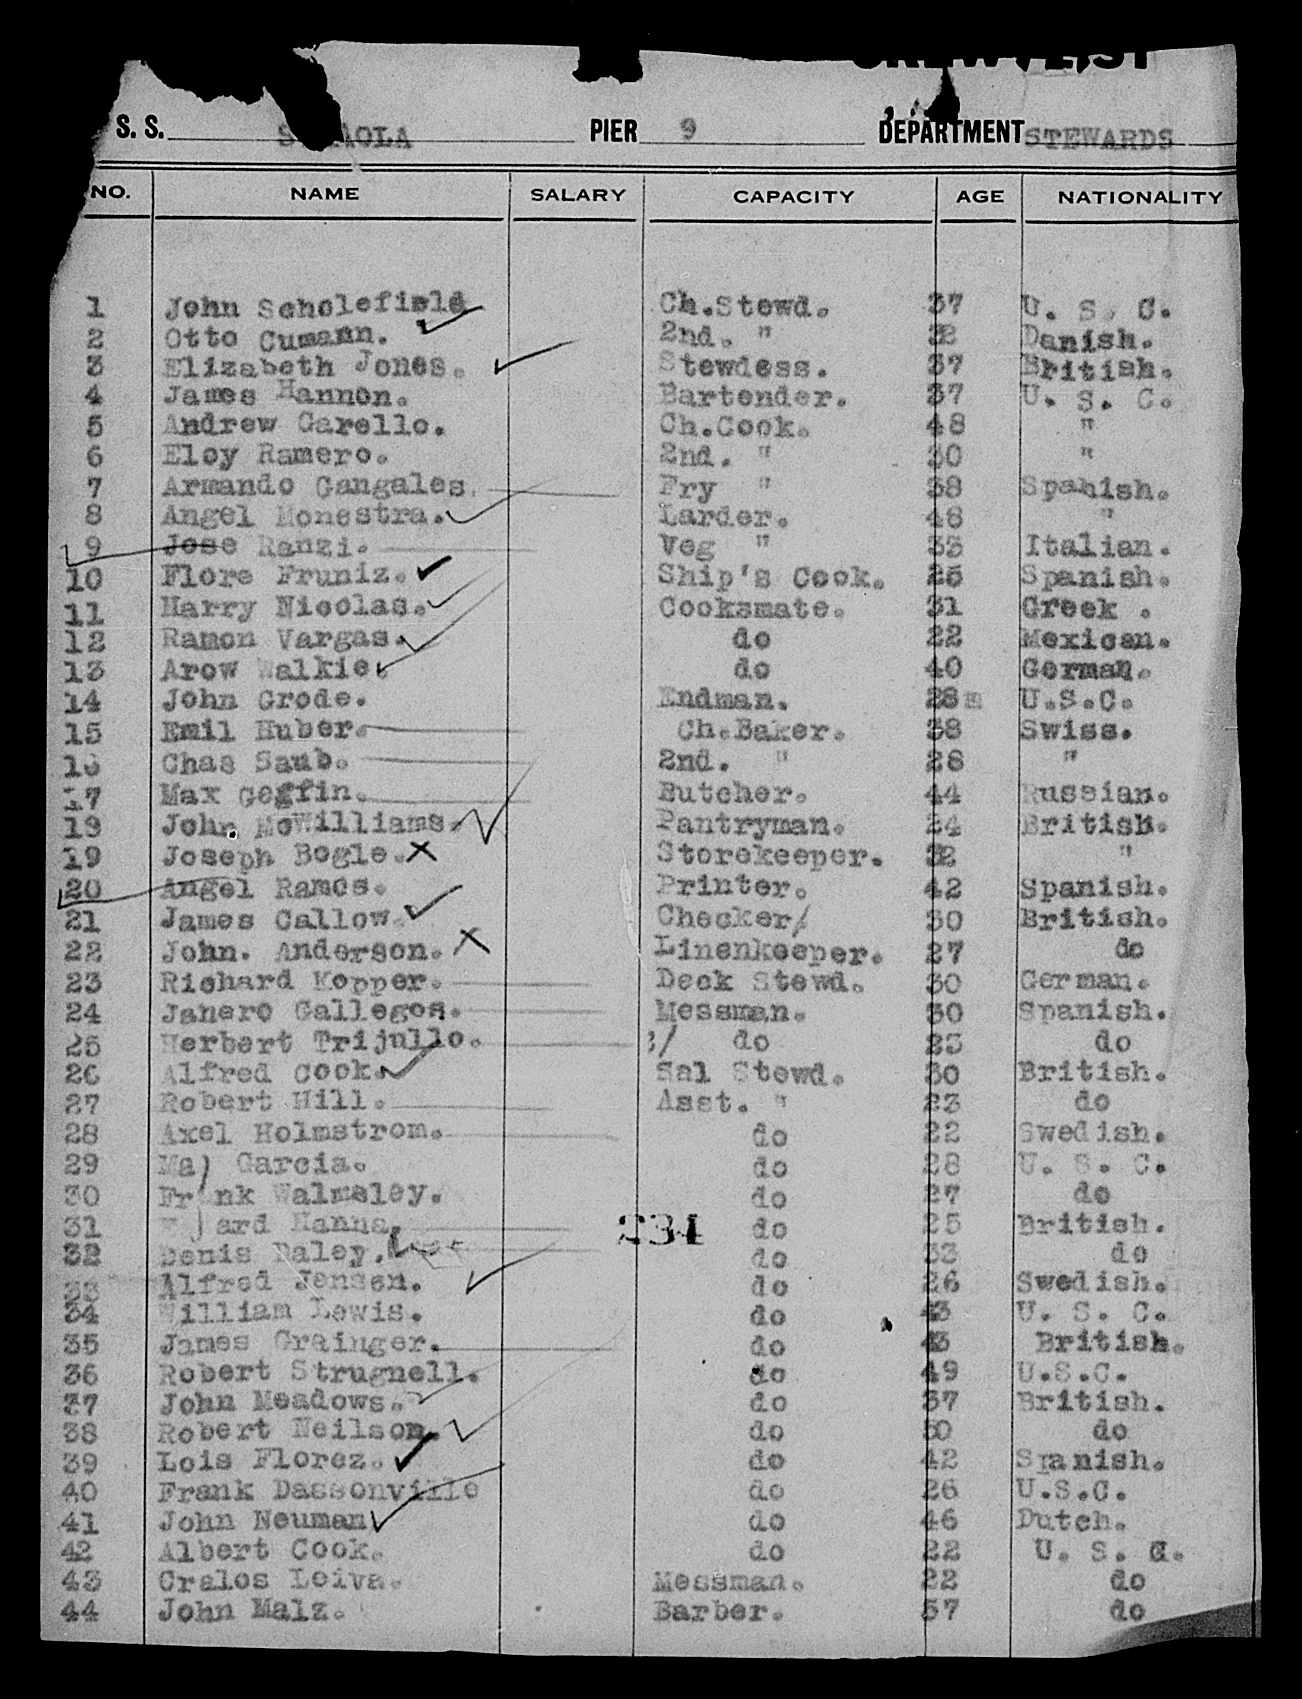 CREW LIST
S. S. S AOLA PIER 9 DEPARTMENT STEWARDS
NO. NAME SALARY CAPACITY AGE NATIONALITY
1 John Scholefield Ch.Stewd. 37 U. S. C.
2 Otto Cumann. 2nd. " 32 Danish.
3 Elizabeth Jones. Stewdess. 37 British.
4 James Hannon. Bartender. 37 U. S. C.
5 Andrew Garello. Ch.Cook. 48 "
6 Eloy Ramero. 2nd. " 30 "
7 Armando Gangales. Fry " 38 Spanish.
8 Angel Monestra. Larder. 48 "
9 Jose Ranzi. Veg " 33 Italian.
10 Flore Fruniz. Ship's Cook. 25 Spanish.
11 Harry Nicolas. Cooksmate. 31 Greek .
12 Ramon Vargas. do 22 Mexican.
13 Arow Walkie. do 40 German.
14 John Grode. Endman. 28 U.S.C.
15 Emil Huber. Ch.Baker. 38 Swiss.
16 Chas Saub. 2nd. " 28 "
17 Max Geffin. Butcher. 44 Russian.
18 John McWilliams. Pantryman. 24 British.
19 Joseph Bogle. Storekeeper. 32 "
20 Angel Ramos. Printer. 42 Spanish.
21 James Callow. Checker/ 30 British.
22 John. Anderson. Linenkeeper. 27 do
23 Richard Kopper. Deck Stewd. 30 German.
24 Janero Gallegos. Messman. 30 Spanish.
25 Herbert Trijullo. do 23 do
26 Alfred Cook. Sal Stewd. 30 British.
27 Robert Hill. Asst. " 23 do
28 Axel Holmstrom. do 22 Swedish.
29 Garcia. do 28 U. S. C.
30 Frank Walmsley. do 27 do
31 ard Hanna. do 25 British.
32 Denis Daley. do 33 do
33 Alfred Jensen. do 26 Swedish.
34 William Lewis. do 43 U. S. C.
35 James Grainger. do 43 British.
36 Robert Strugnell. do 49 U.S.C.
37 John Meadows. do 37 British.
38 Robert Neilson. do 30 do
39 Lois Florez. do 42 Spanish.
40 Frank Dassonville do 26 U.S.C.
41 John Neuman do 46 Dutch.
42 Albert Cook. do 22 U. S. C.
43 Cralos Leiva. Messman. 22 do
44 John Malz. Barber. 57 do
234